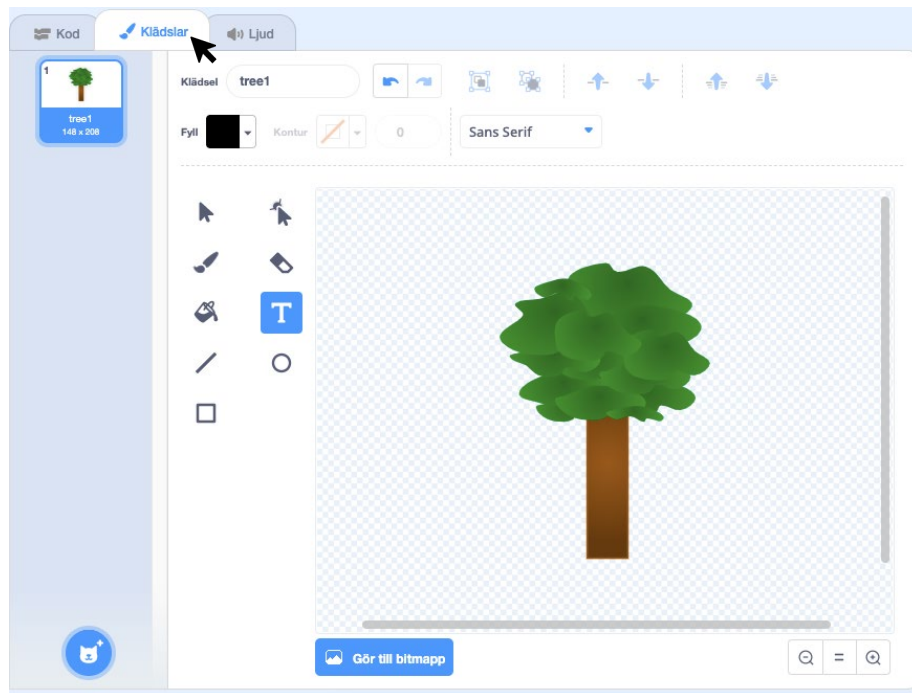 Kod Klädslar Ljud
1
tree1
148 x 208
Klädsel tree1
Fyll Kontur 0 Sans Serif
T
Gör till bitmapp